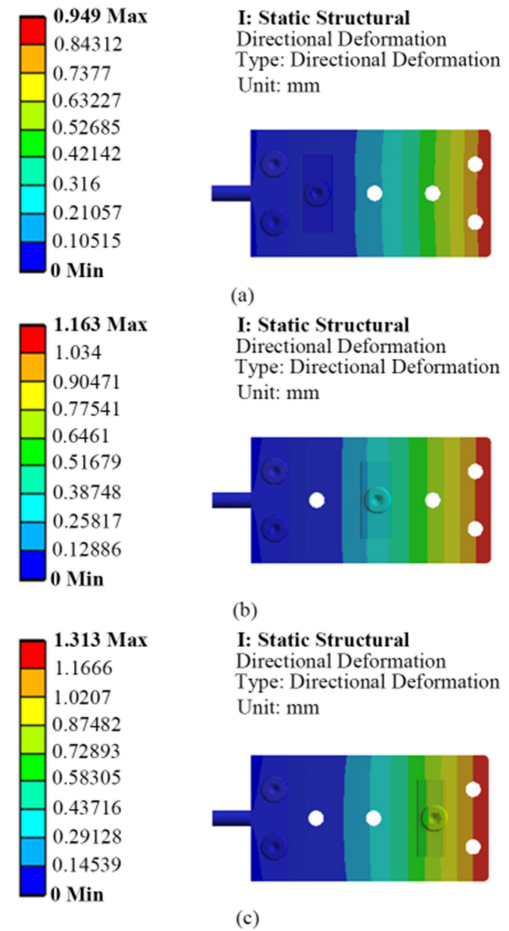 0.949 Max
0.84312
0.7377
0.63227
0.52685
0.42142
0.316
0.21057
0.10515
0 Min
I: Static Structural
Directional Deformation
Type: Directional Deformation
Unit: mm
(a)
1.163 Max
1.034
0.90471
0.77541
0.6461
0.51679
0.38748
0.25817
0.12886
0 Min
I: Static Structural
Directional Deformation
Type: Directional Deformation
Unit: mm
(b)
1.313 Max
1.1666
1.0207
0.87482
0.72893
0.58305
0.43716
0.29128
0.14539
0 Min
I: Static Structural
Directional Deformation
Type: Directional Deformation
Unit: mm
(c)